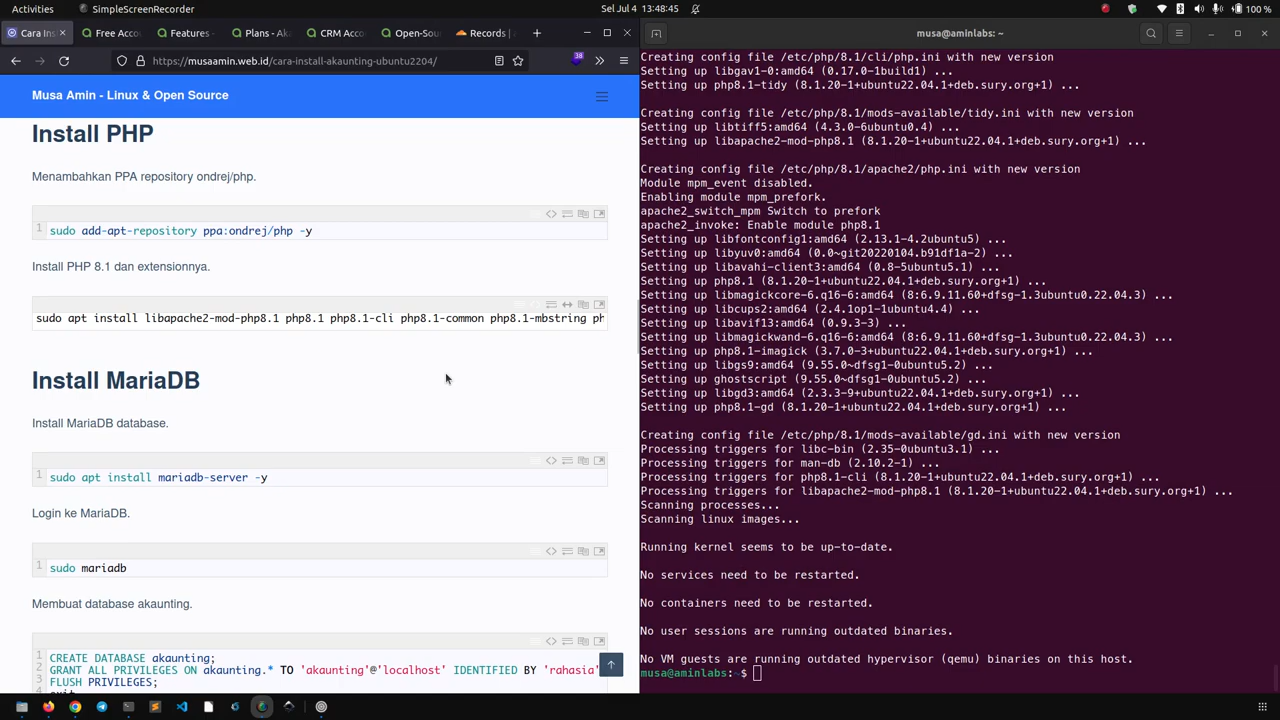 Activities
SimpleScreenRecorder
Sel Jul 4 13:48:45
100 %
Cara Ins
Free Acco
Features -
Plans - Ak
CRM Acco
Open-Sou
Records |
https://musaamin.web.id/cara-install-akaunting-ubuntu2204/
38
Musa Amin - Linux & Open Source
Install PHP
Menambahkan PPA repository ondrej/php.
1 sudo add-apt-repository ppa:ondrej/php -y
Install PHP 8.1 dan extensionnya.
sudo apt install libapache2-mod-php8.1 php8.1 php8.1-cli php8.1-common php8.1-mbstring ph
Install MariaDB
Install MariaDB database.
1 sudo apt install mariadb-server -y
Login ke MariaDB.
1 sudo mariadb
Membuat database akaunting.
1 CREATE DATABASE akaunting;
2 GRANT ALL PRIVILEGES ON akaunting.* TO 'akaunting'@'localhost' IDENTIFIED BY 'rahasia'
3 FLUSH PRIVILEGES;
4 exit
musa@aminlabs: ~
Creating config file /etc/php/8.1/cli/php.ini with new version
Setting up libgav1-0:amd64 (0.17.0-1build1) ...
Setting up php8.1-tidy (8.1.20-1+ubuntu22.04.1+deb.sury.org+1) ...
Creating config file /etc/php/8.1/mods-available/tidy.ini with new version
Setting up libtiff5:amd64 (4.3.0-6ubuntu0.4) ...
Setting up libapache2-mod-php8.1 (8.1.20-1+ubuntu22.04.1+deb.sury.org+1) ...
Creating config file /etc/php/8.1/apache2/php.ini with new version
Module mpm_event disabled.
Enabling module mpm_prefork.
apache2_switch_mpm Switch to prefork
apache2_invoke: Enable module php8.1
Setting up libfontconfig1:amd64 (2.13.1-4.2ubuntu5) ...
Setting up libyuv0:amd64 (0.0~git20220104.b91df1a-2) ...
Setting up libavahi-client3:amd64 (0.8-5ubuntu5.1) ...
Setting up php8.1 (8.1.20-1+ubuntu22.04.1+deb.sury.org+1) ...
Setting up libmagickcore-6.q16-6:amd64 (8:6.9.11.60+dfsg-1.3ubuntu0.22.04.3) ...
Setting up libcups2:amd64 (2.4.1op1-1ubuntu4.4) ...
Setting up libavif13:amd64 (0.9.3-3) ...
Setting up libmagickwand-6.q16-6:amd64 (8:6.9.11.60+dfsg-1.3ubuntu0.22.04.3) ...
Setting up php8.1-imagick (3.7.0-3+ubuntu22.04.1+deb.sury.org+1) ...
Setting up libgs9:amd64 (9.55.0~dfsg1-0ubuntu5.2) ...
Setting up ghostscript (9.55.0~dfsg1-0ubuntu5.2) ...
Setting up libgd3:amd64 (2.3.3-9+ubuntu22.04.1+deb.sury.org+1) ...
Setting up php8.1-gd (8.1.20-1+ubuntu22.04.1+deb.sury.org+1) ...
Creating config file /etc/php/8.1/mods-available/gd.ini with new version
Processing triggers for libc-bin (2.35-0ubuntu3.1) ...
Processing triggers for man-db (2.10.2-1) ...
Processing triggers for php8.1-cli (8.1.20-1+ubuntu22.04.1+deb.sury.org+1) ...
Processing triggers for libapache2-mod-php8.1 (8.1.20-1+ubuntu22.04.1+deb.sury.org+1) ...
Scanning processes...
Scanning linux images...
Running kernel seems to be up-to-date.
No services need to be restarted.
No containers need to be restarted.
No user sessions are running outdated binaries.
No VM guests are running outdated hypervisor (qemu) binaries on this host.
musa@aminlabs:~$